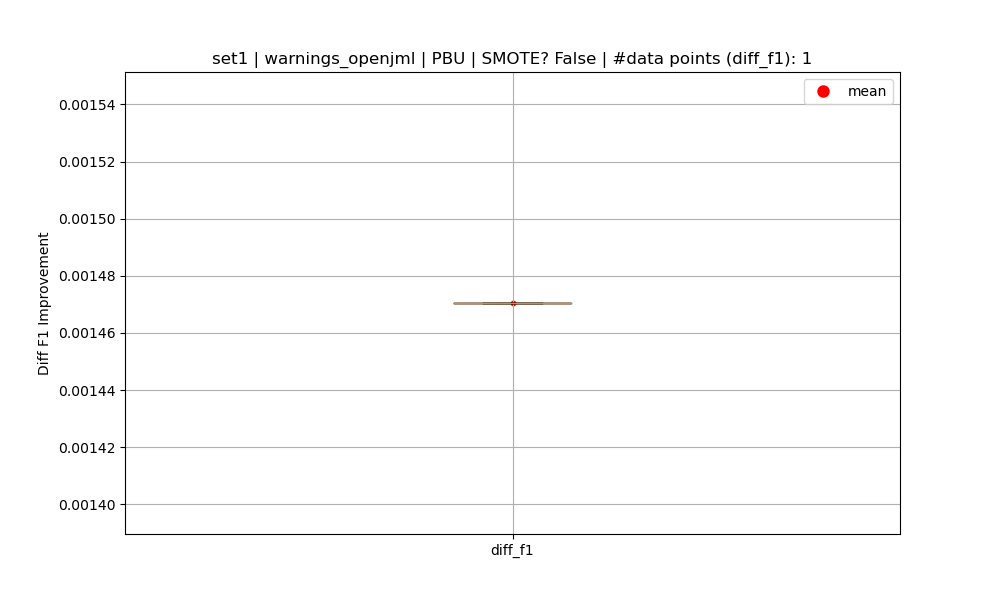 set1 | warnings_openjml | PBU | SMOTE? False | #data points (diff_f1): 1
mean
0.00154
0.00152
0.00150
0.00148
0.00146
0.00144
0.00142
0.00140
Diff F1 Improvement
diff_f1